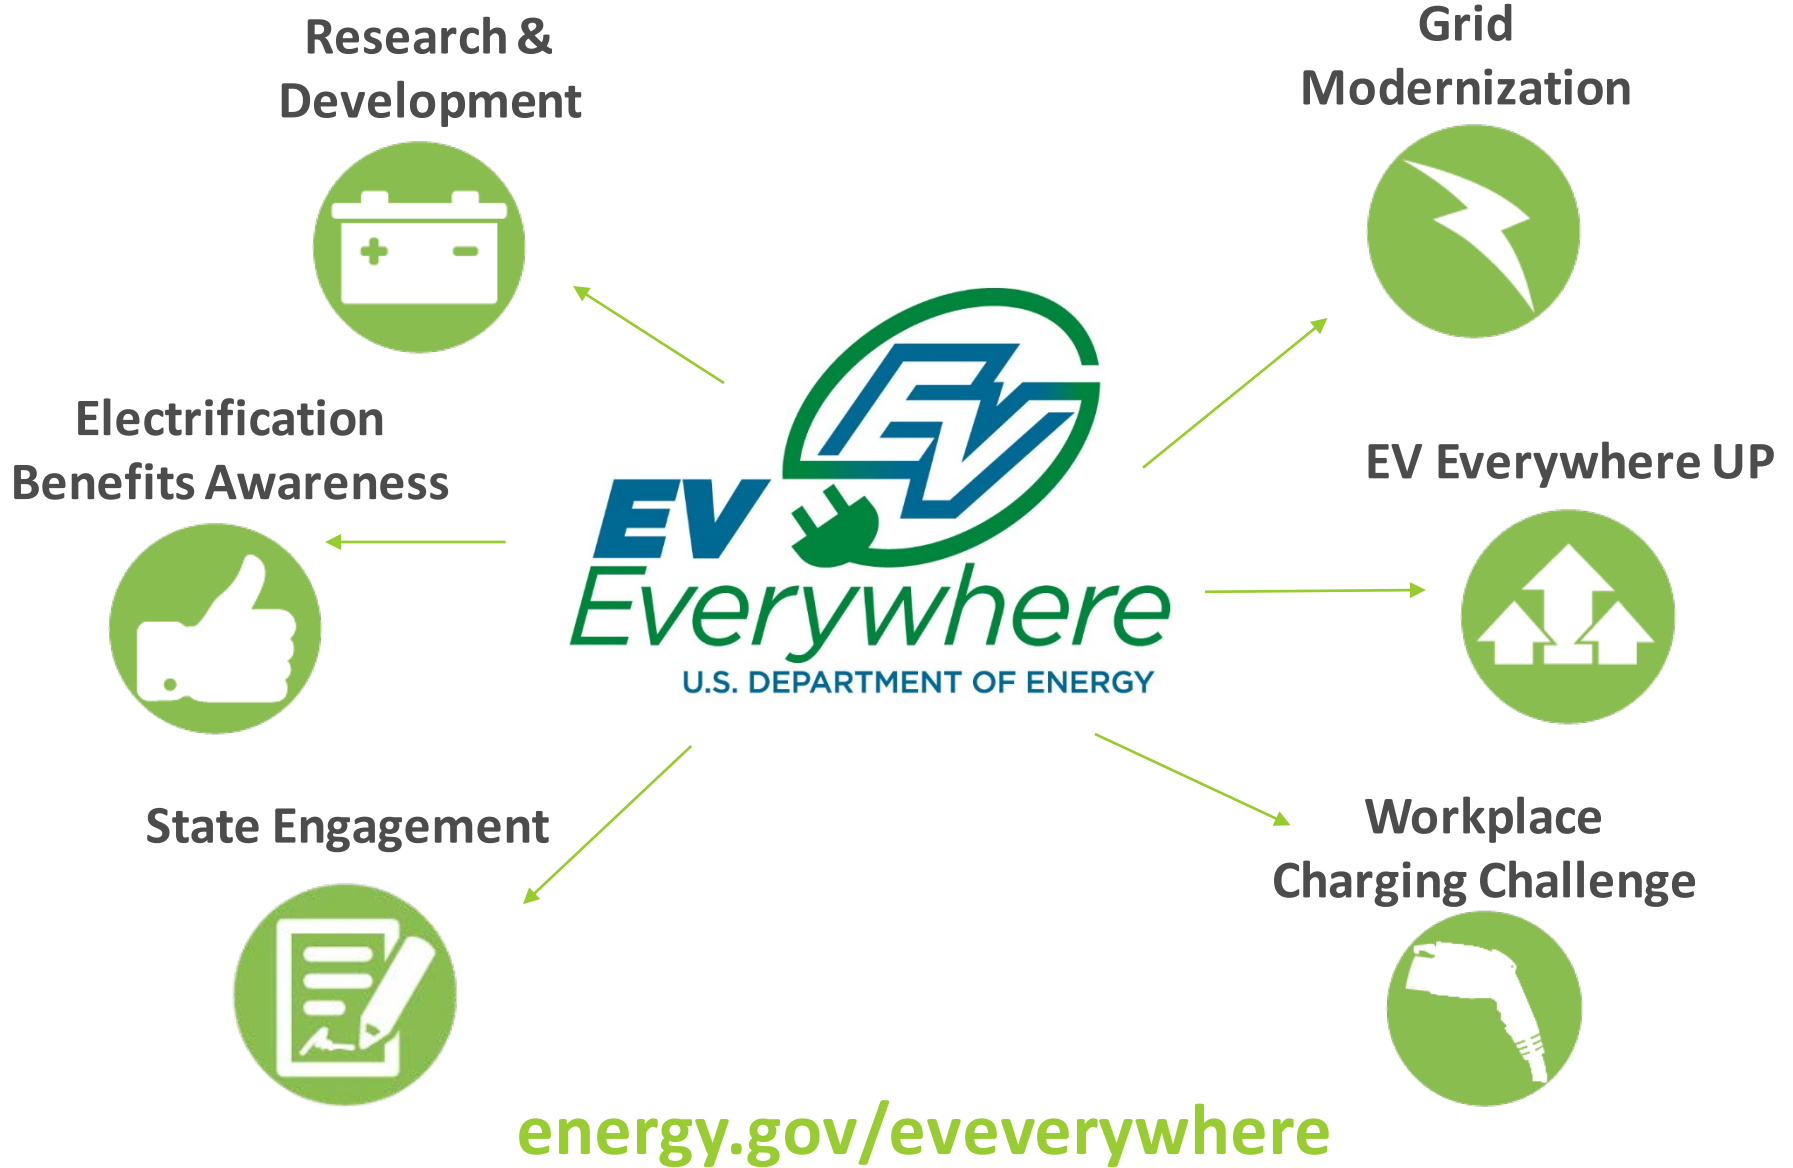 Research &
Development
Grid
Modernization
Electrification
Benefits Awareness
EV Everywhere UP
EV
EV
Everywhere
U.S. DEPARTMENT OF ENERGY
State Engagement
Workplace
Charging Challenge
energy.gov/eveverywhere